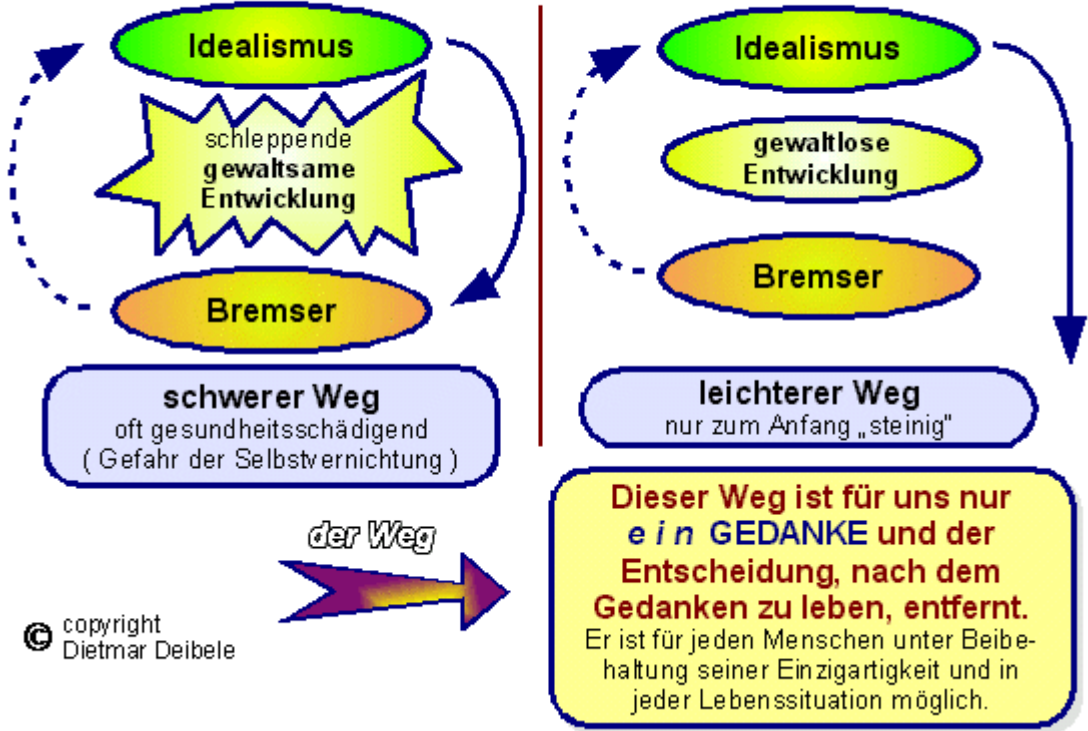 Idealismus
schleppende
gewaltsame
Entwicklung
Bremser
schwerer Weg
oft gesundheitsschädigend
( Gefahr der Selbstvernichtung )
Idealismus
gewaltlose
Entwicklung
Bremser
leichterer Weg
nur zum Anfang „steinig"
der Weg
© copyright
Dietmar Deibele
Dieser Weg ist für uns nur
e i n GEDANKE und der
Entscheidung, nach dem
Gedanken zu leben, entfernt.
Er ist für jeden Menschen unter Beibe-
haltung seiner Einzigartigkeit und in
jeder Lebenssituation möglich.